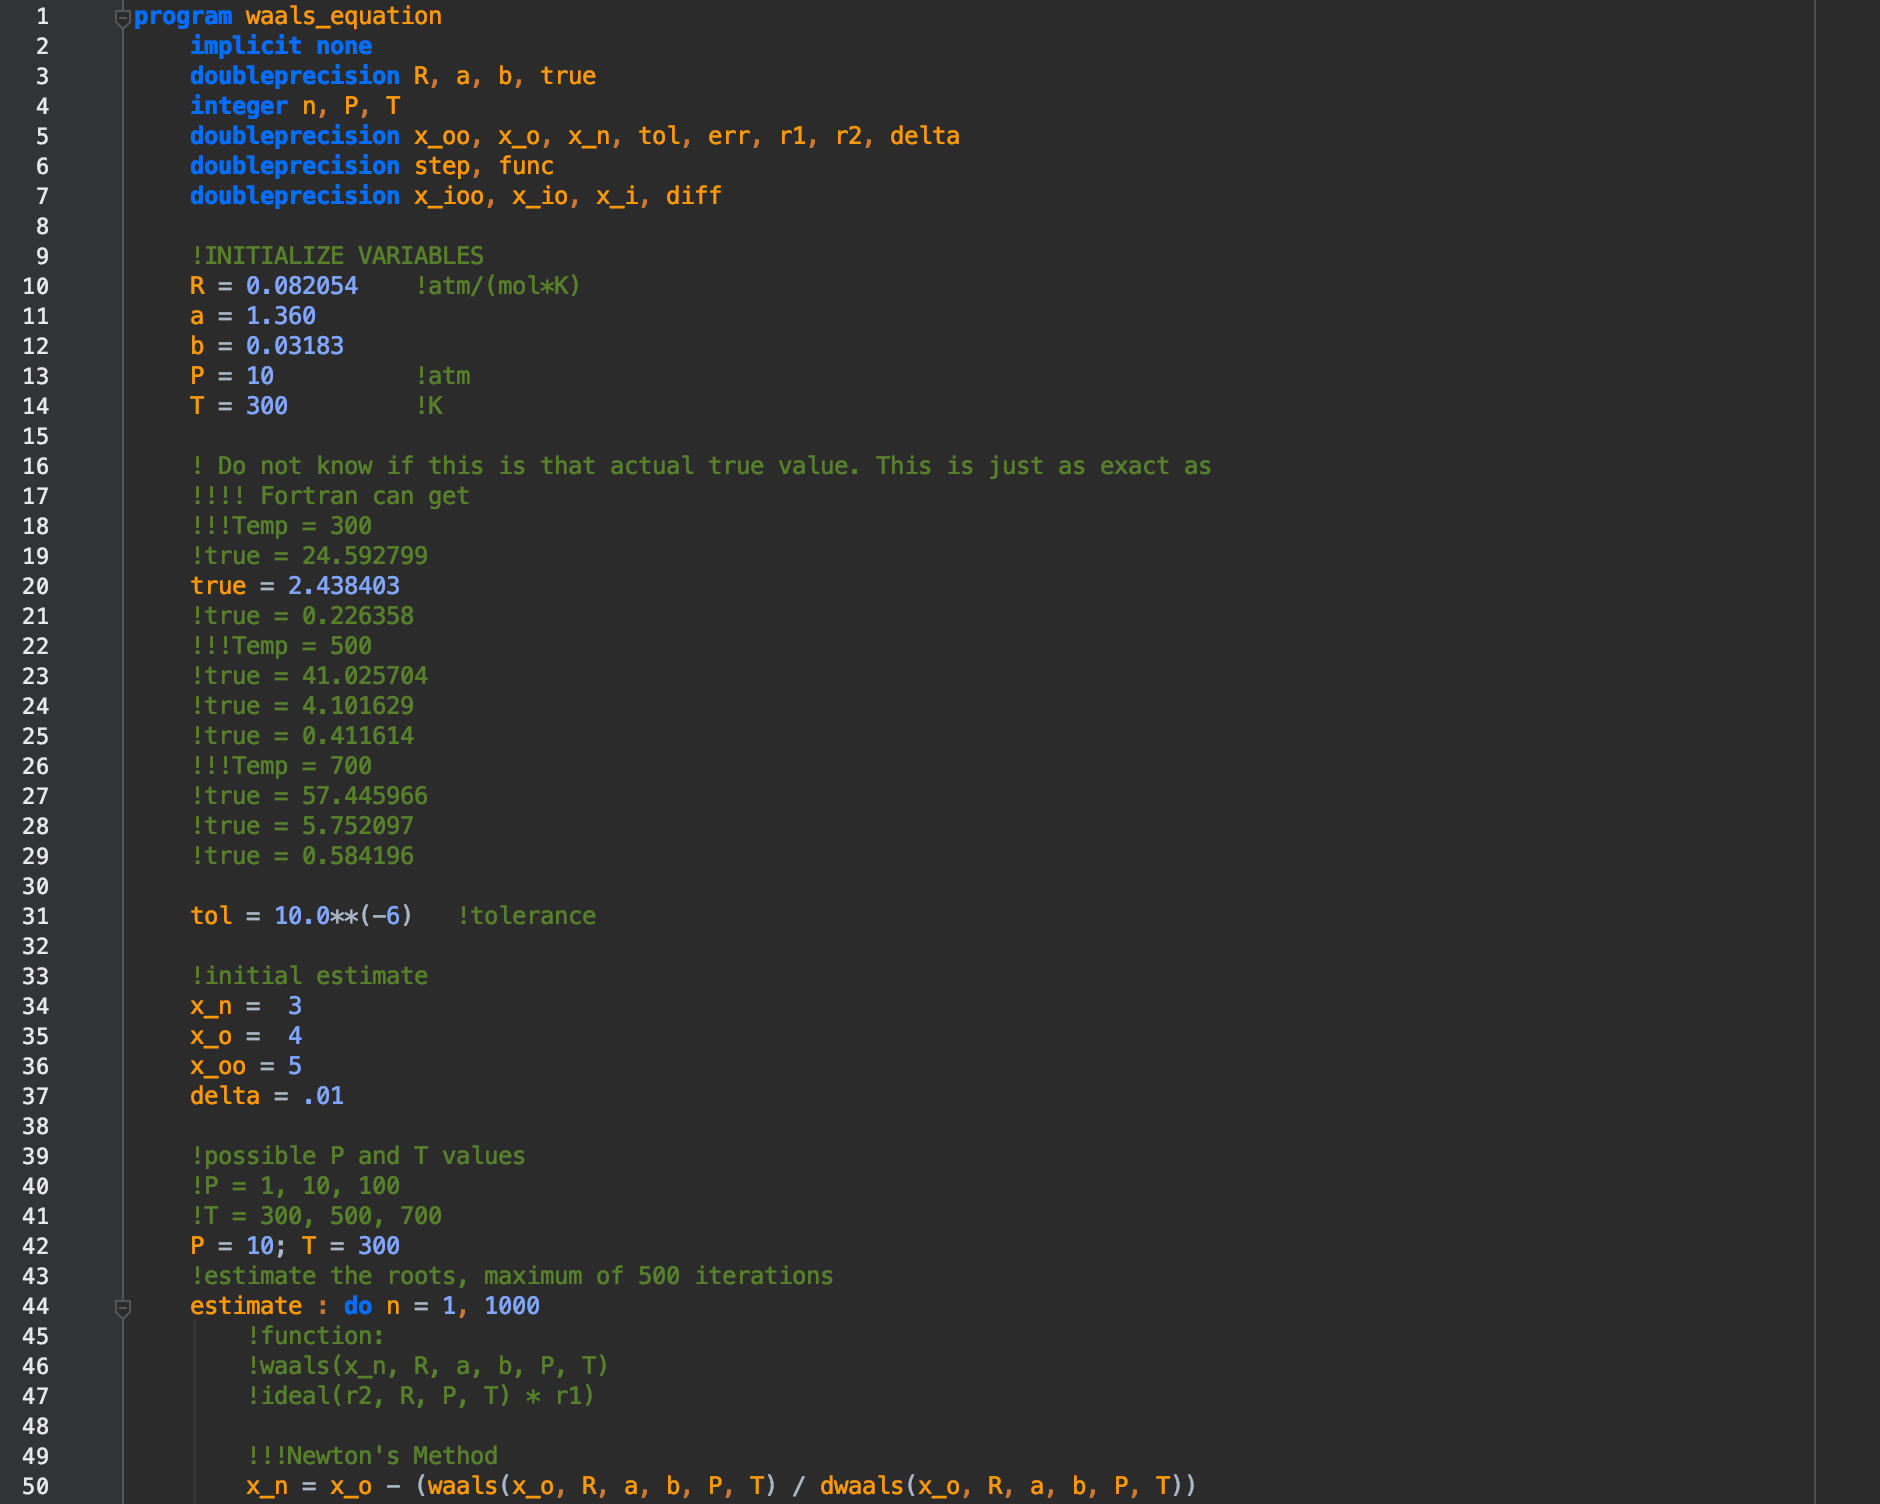 1 program waals_equation
2 implicit none
3 doubleprecision R, a, b, true
4 integer n, P, T
5 doubleprecision x_oo, x_o, x_n, tol, err, r1, r2, delta
6 doubleprecision step, func
7 doubleprecision x_ioo, x_io, x_i, diff
8
9 !INITIALIZE VARIABLES
10 R = 0.082054    !atm/(mol*K)
11 a = 1.360
12 b = 0.03183
13 P = 10          !atm
14 T = 300         !K
15
16 ! Do not know if this is that actual true value. This is just as exact as
17 !!!! Fortran can get
18 !!!Temp = 300
19 !true = 24.592799
20 true = 2.438403
21 !true = 0.226358
22 !!!Temp = 500
23 !true = 41.025704
24 !true = 4.101629
25 !true = 0.411614
26 !!!Temp = 700
27 !true = 57.445966
28 !true = 5.752097
29 !true = 0.584196
30
31 tol = 10.0**(-6)   !tolerance
32
33 !initial estimate
34 x_n =  3
35 x_o =  4
36 x_oo = 5
37 delta = .01
38
39 !possible P and T values
40 !P = 1, 10, 100
41 !T = 300, 500, 700
42 P = 10; T = 300
43 !estimate the roots, maximum of 500 iterations
44 estimate : do n = 1, 1000
45 !function:
46 !waals(x_n, R, a, b, P, T)
47 !ideal(r2, R, P, T) * r1)
48
49 !!!Newton's Method
50 x_n = x_o - (waals(x_o, R, a, b, P, T) / dwaals(x_o, R, a, b, P, T))